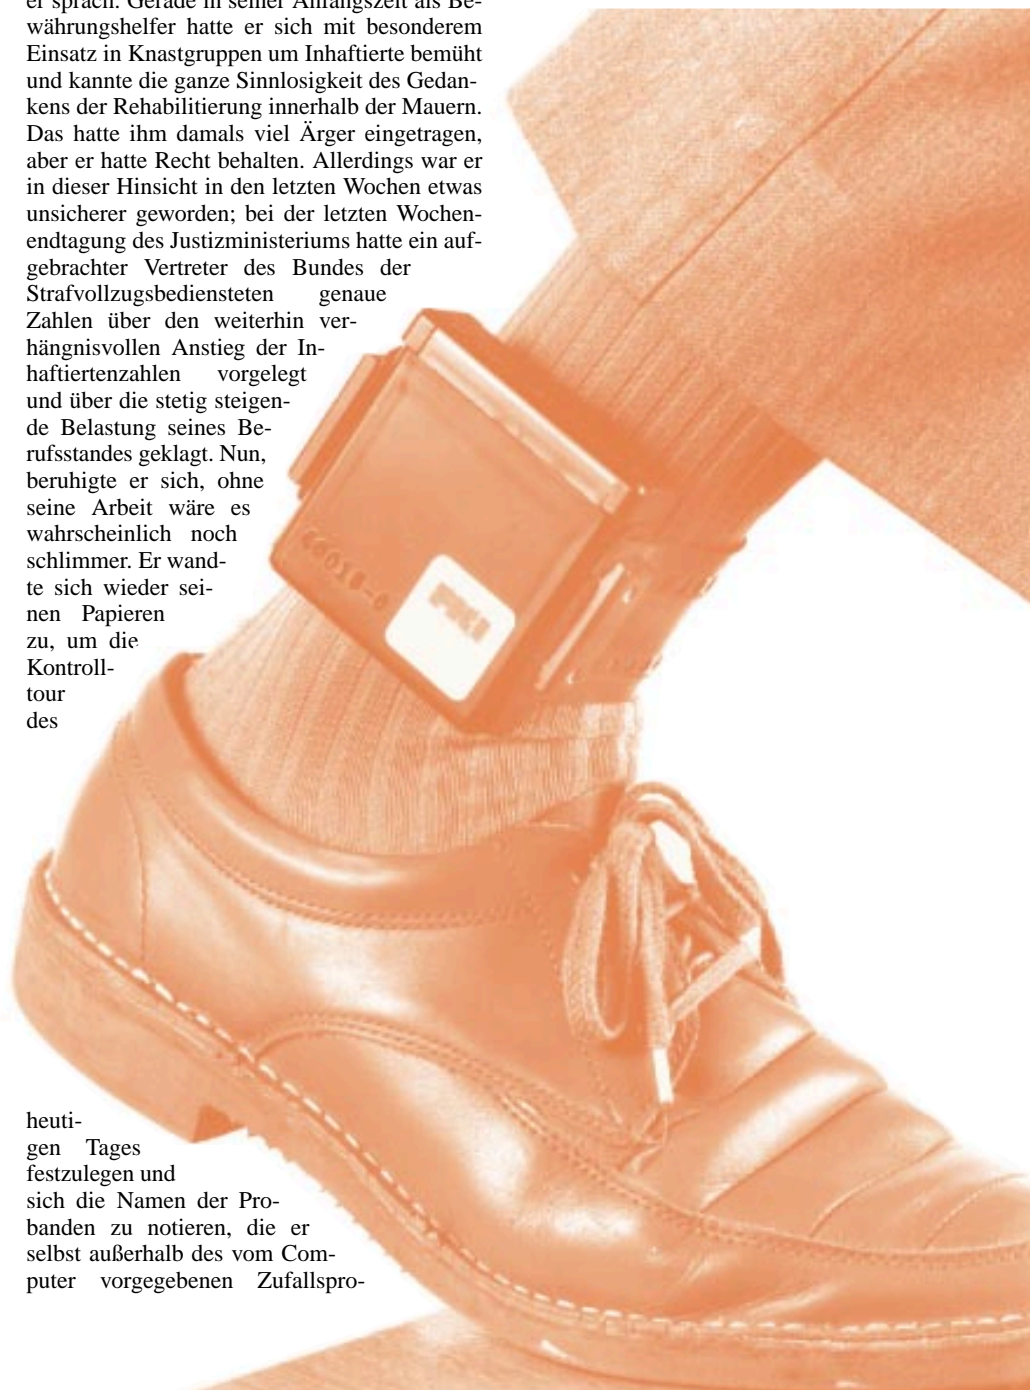 er sprach. Gerade in seiner Anfangszeit als Be-
währungshelfer hatte er sich mit besonderem
Einsatz in Knastgruppen um Inhaftierte bemüht
und kannte die ganze Sinnlosigkeit des Gedan-
kens der Rehabilitierung innerhalb der Mauern.
Das hatte ihm damals viel Ärger eingetragen,
aber er hatte Recht behalten. Allerdings war er
in dieser Hinsicht in den letzten Wochen etwas
unsicherer geworden; bei der letzten Wochen-
endtagung des Justizministeriums hatte ein auf-
gebrachter Vertreter des Bundes der
Strafvollzugsbediensteten genaue
Zahlen über den weiterhin ver-
hängnisvollen Anstieg der In-
haftiertenzahlen vorgelegt
und über die stetig steigen-
de Belastung seines Be-
rufsstandes geklagt. Nun,
beruhigte er sich, ohne
seine Arbeit wäre es
wahrscheinlich noch
schlimmer. Er wand-
te sich wieder sei-
nen Papieren
zu, um die
Kontroll-
tour
des
heuti-
gen Tages
festzulegen und
sich die Namen der Pro-
banden zu notieren, die er
selbst außerhalb des vom Com-
puter vorgegebenen Zufallspro-